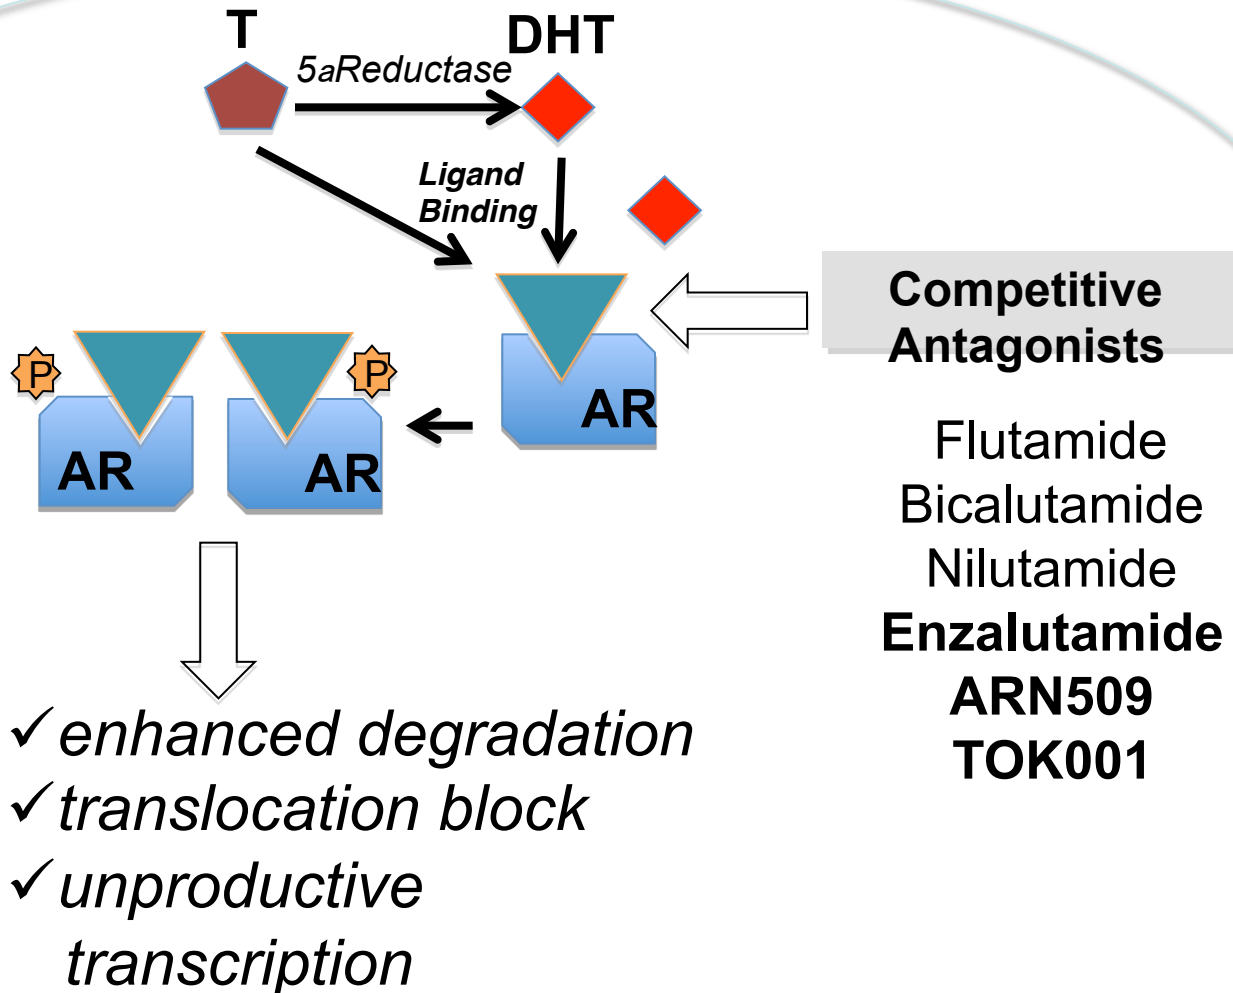 T
DHT
5aReductase
Ligand
Binding
Competitive
Antagonists
P
P
AR
AR
AR
Flutamide
Bicalutamide
Nilutamide
Enzalutamide
ARN509
TOK001
✓enhanced degradation
✓translocation block
✓unproductive
transcription